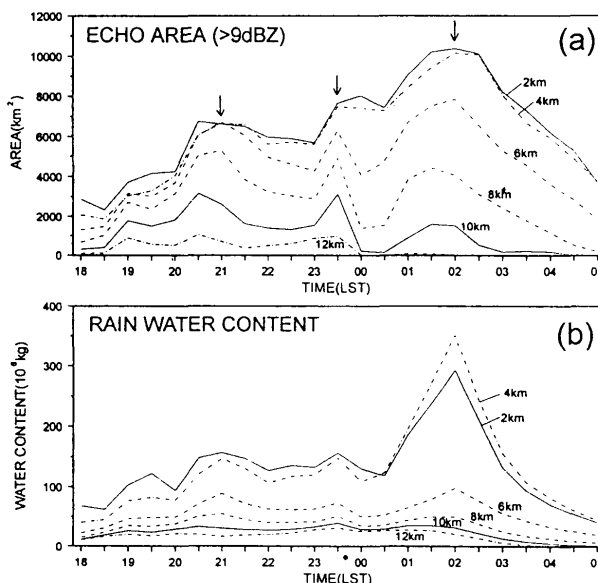 ECHO AREA (>9dBZ)
(a)
12000
10000
8000
6000
4000
2000
0
AREA(km²)
2km
4km
6km
8km
10km
12km
18 19 20 21 22 23 00 01 02 03 04 0
TIME(LST)
RAIN WATER CONTENT
(b)
400
300
200
100
0
WATER CONTENT(10⁶kg)
4km
2km
6km
8km
10km
12km
18 19 20 21 22 23 00 01 02 03 04 0
TIME(LST)